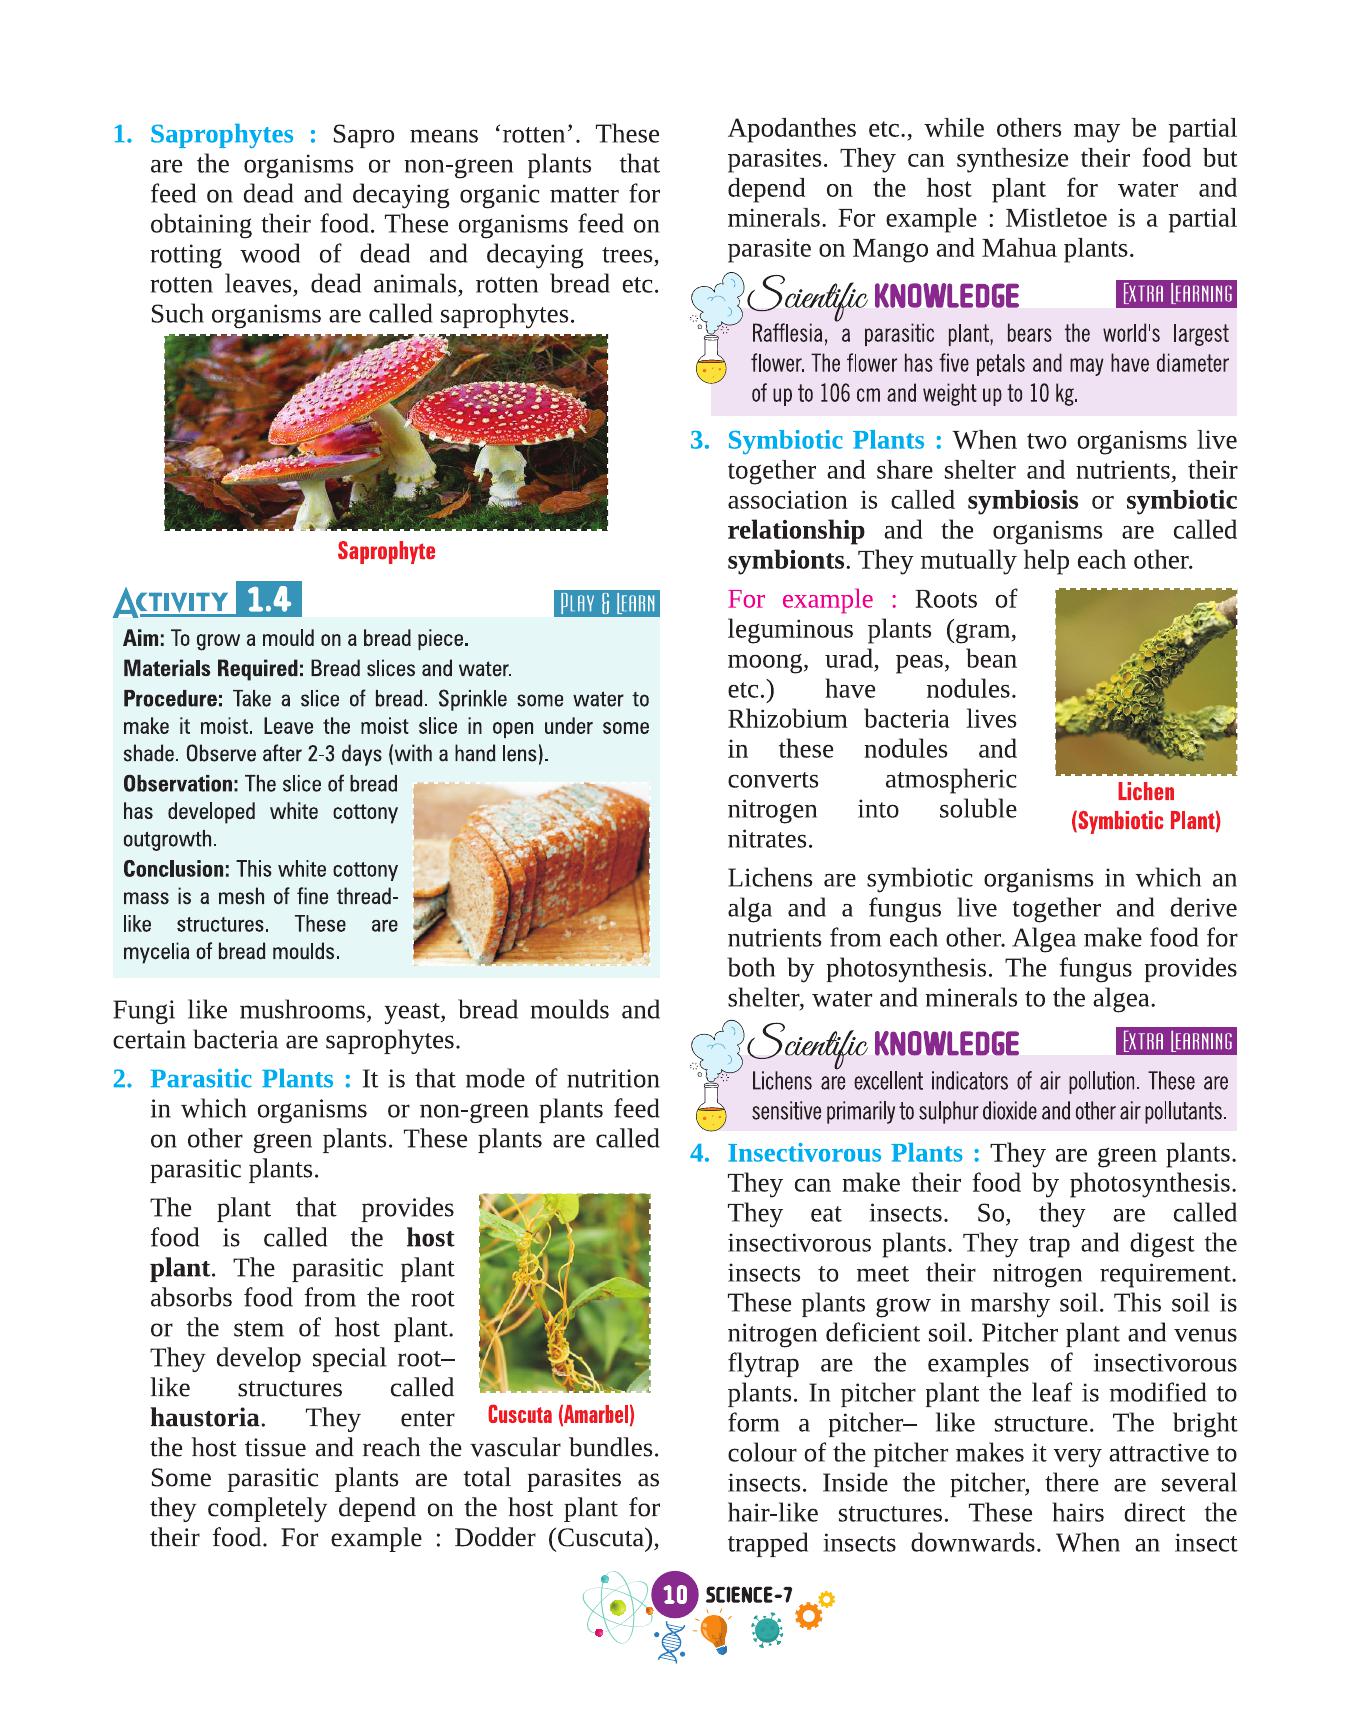 1. Saprophytes : Sapro means ‘rotten’. These
are the organisms or non-green plants that
feed on dead and decaying organic matter for
obtaining their food. These organisms feed on
rotting wood of dead and decaying trees,
rotten leaves, dead animals, rotten bread etc.
Such organisms are called saprophytes.
Saprophyte
ACTIVITY 1.4
PLAY & LEARN
Aim: To grow a mould on a bread piece.
Materials Required: Bread slices and water.
Procedure: Take a slice of bread. Sprinkle some water to
make it moist. Leave the moist slice in open under some
shade. Observe after 2-3 days (with a hand lens).
Observation: The slice of bread
has developed white cottony
outgrowth.
Conclusion: This white cottony
mass is a mesh of fine thread-
like structures. These are
mycelia of bread moulds.
Fungi like mushrooms, yeast, bread moulds and
certain bacteria are saprophytes.
2. Parasitic Plants : It is that mode of nutrition
in which organisms or non-green plants feed
on other green plants. These plants are called
parasitic plants.
The plant that provides
food is called the host
plant. The parasitic plant
absorbs food from the root
or the stem of host plant.
They develop special root–
like structures called
haustoria. They enter
Cuscuta (Amarbel)
the host tissue and reach the vascular bundles.
Some parasitic plants are total parasites as
they completely depend on the host plant for
their food. For example : Dodder (Cuscuta),
Apodanthes etc., while others may be partial
parasites. They can synthesize their food but
depend on the host plant for water and
minerals. For example : Mistletoe is a partial
parasite on Mango and Mahua plants.
Scientific KNOWLEDGE
EXTRA LEARNING
Rafflesia, a parasitic plant, bears the world's largest
flower. The flower has five petals and may have diameter
of up to 106 cm and weight up to 10 kg.
3. Symbiotic Plants : When two organisms live
together and share shelter and nutrients, their
association is called symbiosis or symbiotic
relationship and the organisms are called
symbionts. They mutually help each other.
For example : Roots of
leguminous plants (gram,
moong, urad, peas, bean
etc.) have nodules.
Rhizobium bacteria lives
in these nodules and
converts atmospheric
nitrogen into soluble
nitrates.
Lichen
(Symbiotic Plant)
Lichens are symbiotic organisms in which an
alga and a fungus live together and derive
nutrients from each other. Algea make food for
both by photosynthesis. The fungus provides
shelter, water and minerals to the algea.
Scientific KNOWLEDGE
EXTRA LEARNING
Lichens are excellent indicators of air pollution. These are
sensitive primarily to sulphur dioxide and other air pollutants.
4. Insectivorous Plants : They are green plants.
They can make their food by photosynthesis.
They eat insects. So, they are called
insectivorous plants. They trap and digest the
insects to meet their nitrogen requirement.
These plants grow in marshy soil. This soil is
nitrogen deficient soil. Pitcher plant and venus
flytrap are the examples of insectivorous
plants. In pitcher plant the leaf is modified to
form a pitcher– like structure. The bright
colour of the pitcher makes it very attractive to
insects. Inside the pitcher, there are several
hair-like structures. These hairs direct the
trapped insects downwards. When an insect
10 SCIENCE-7